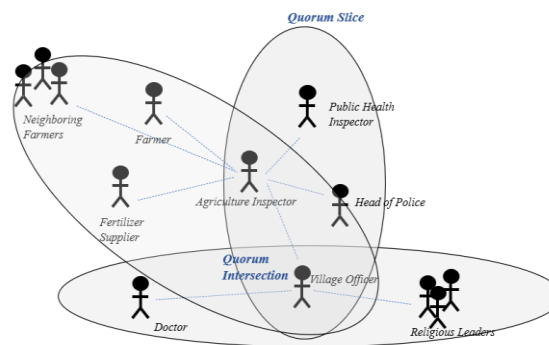 Quorum Slice
Neighboring
Farmers
Farmer
Public Health
Inspector
Fertilizer
Supplier
Agriculture Inspector
Head of Police
Quorum
Intersection
Village Officer
Doctor
Religious Leaders